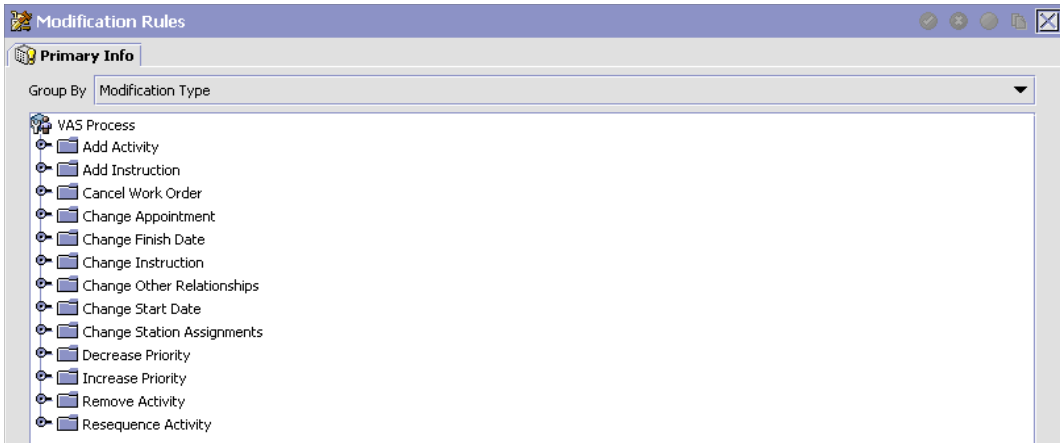 Modification Rules
Primary Info
Group By Modification Type
VAS Process
Add Activity
Add Instruction
Cancel Work Order
Change Appointment
Change Finish Date
Change Instruction
Change Other Relationships
Change Start Date
Change Station Assignments
Decrease Priority
Increase Priority
Remove Activity
Resequence Activity